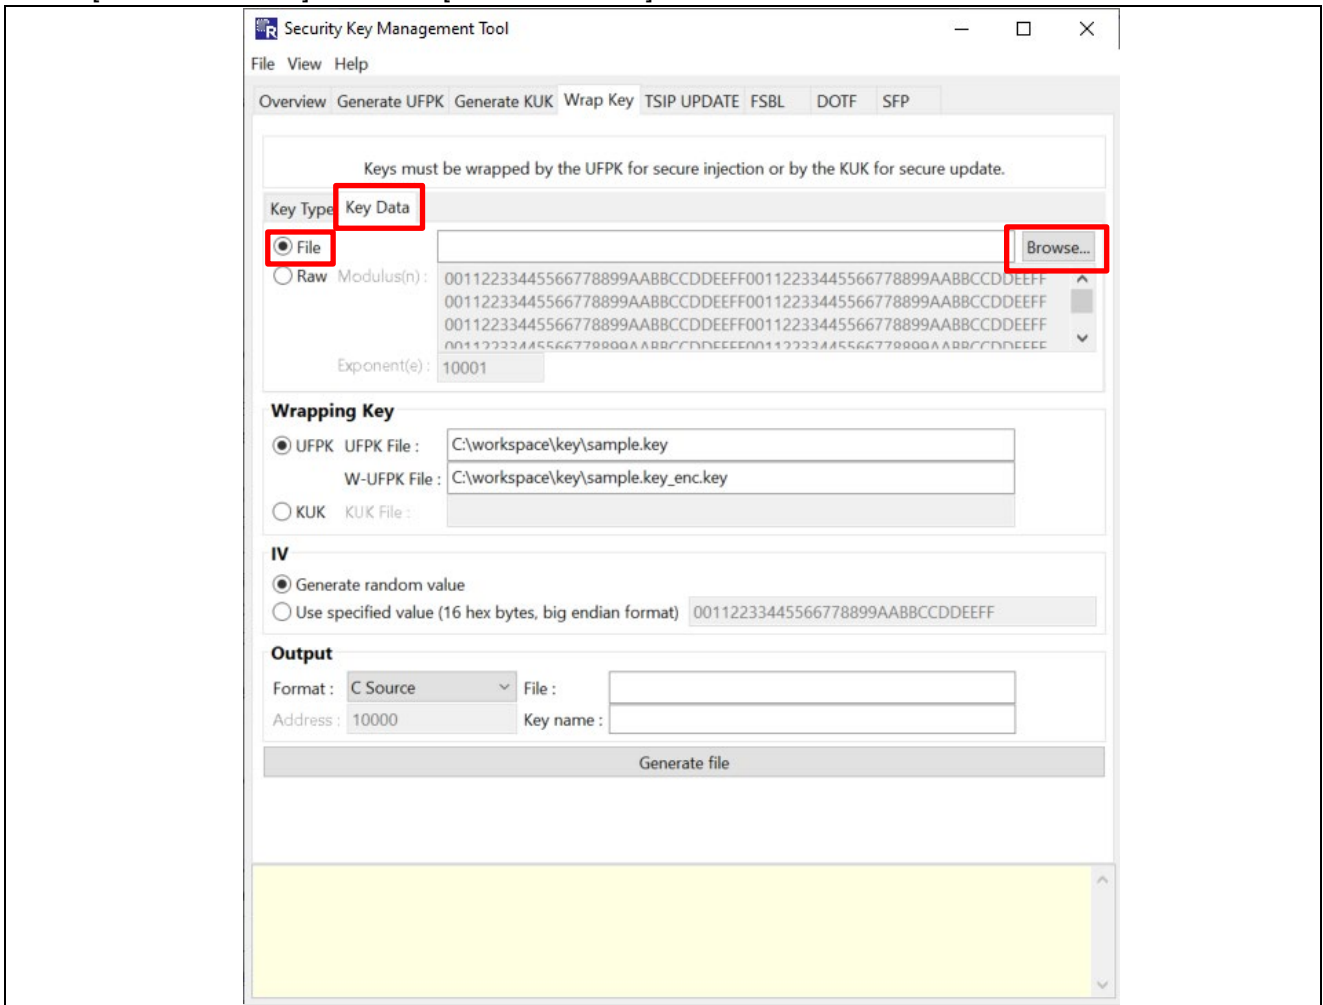 Security Key Management Tool
File View Help
Overview Generate UFPK Generate KUK Wrap Key TSIP UPDATE FSBL DOTF SFP
Keys must be wrapped by the UFPK for secure injection or by the KUK for secure update.
Key Type Key Data
File Browse...
Raw Modulus(n) : 00112233445566778899AABBCCDDEEFF00112233445566778899AABBCCDDEEFF
00112233445566778899AABBCCDDEEFF00112233445566778899AABBCCDDEEFF
00112233445566778899AABBCCDDEEFF00112233445566778899AABBCCDDEEFF
00112233445566778899AABBCCDDEEFF00112233445566778899AABBCCDDEEFF
Exponent(e) : 10001
Wrapping Key
UFPK UFPK File : C:\workspace\key\sample.key
W-UFPK File : C:\workspace\key\sample.key_enc.key
KUK KUK File :
IV
Generate random value
Use specified value (16 hex bytes, big endian format) 00112233445566778899AABBCCDDEEFF
Output
Format : C Source File :
Address : 10000 Key name :
Generate file